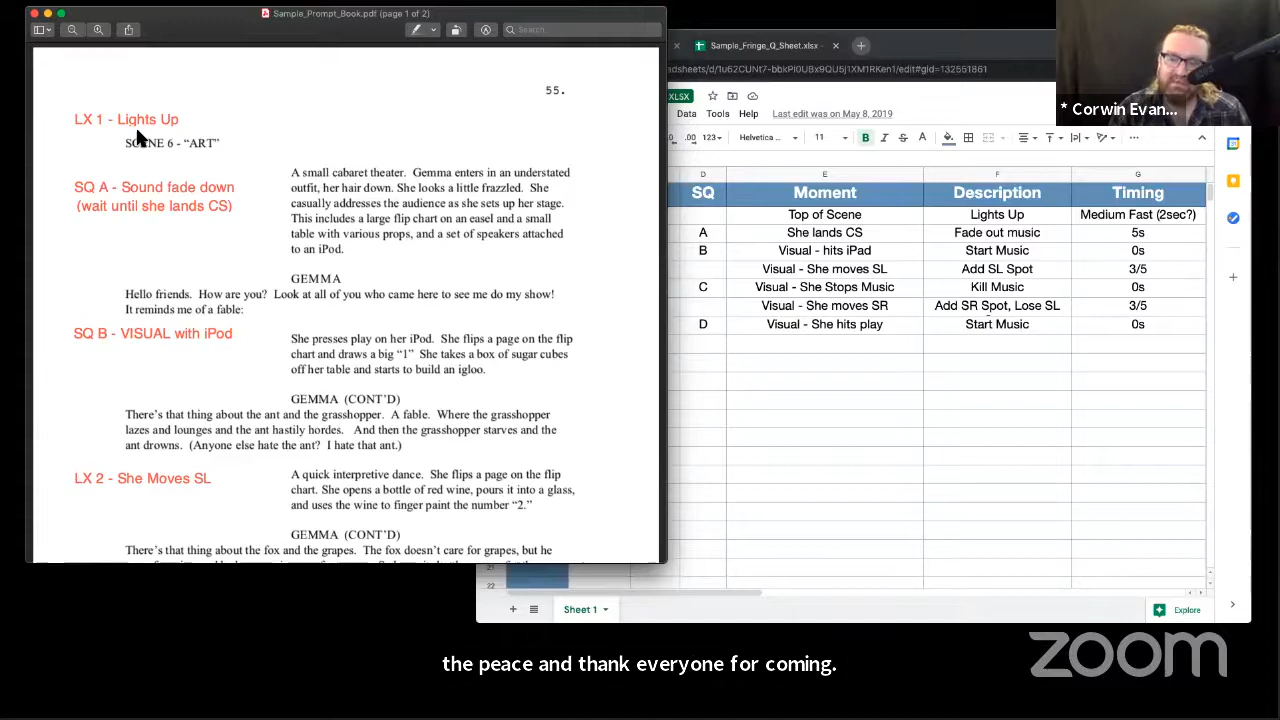 Sample_Prompt_Book.pdf (page 1 of 2)
Search
55.
LX 1 - Lights Up
SCENE 6 - “ART”
A small cabaret theater. Gemma enters in an understated
SQ A - Sound fade down
outfit, her hair down. She looks a little frazzled. She
(wait until she lands CS)
casually addresses the audience as she sets up her stage.
This includes a large flip chart on an easel and a small
table with various props, and a set of speakers attached
to an iPod.
GEMMA
Hello friends. How are you? Look at all of you who came here to see me do my show!
It reminds me of a fable:
SQ B - VISUAL with iPod
She presses play on her iPod. She flips a page on the flip
chart and draws a big “1” She takes a box of sugar cubes
off her table and starts to build an igloo.
GEMMA (CONT’D)
There’s that thing about the ant and the grasshopper. A fable. Where the grasshopper
lazes and lounges and the ant hastily hordes. And then the grasshopper starves and the
ant drowns. (Anyone else hate the ant? I hate that ant.)
LX 2 - She Moves SL
A quick interpretive dance. She flips a page on the flip
chart. She opens a bottle of red wine, pours it into a glass,
and uses the wine to finger paint the number “2.”
GEMMA (CONT’D)
There’s that thing about the fox and the grapes. The fox doesn’t care for grapes, but he
Sample_Fringe_Q_Sheet.xlsx -
adsheets/d/1u62CUNt7-bbkPI0UBx9QU5j1XM1RKen1/edit#gid=132551861
XLSX
Data Tools Help Last edit was on May 8, 2019
.0 .00 123 Helvetica ... 11 B I S A
D E F G
SQ Moment Description Timing
Top of Scene Lights Up Medium Fast (2sec?)
A She lands CS Fade out music 5s
B Visual - hits iPad Start Music 0s
Visual - She moves SL Add SL Spot 3/5
C Visual - She Stops Music Kill Music 0s
Visual - She moves SR Add SR Spot, Lose SL 3/5
D Visual - She hits play Start Music 0s
21
22
Sheet 1
Explore
* Corwin Evan...
the peace and thank everyone for coming.
zoom